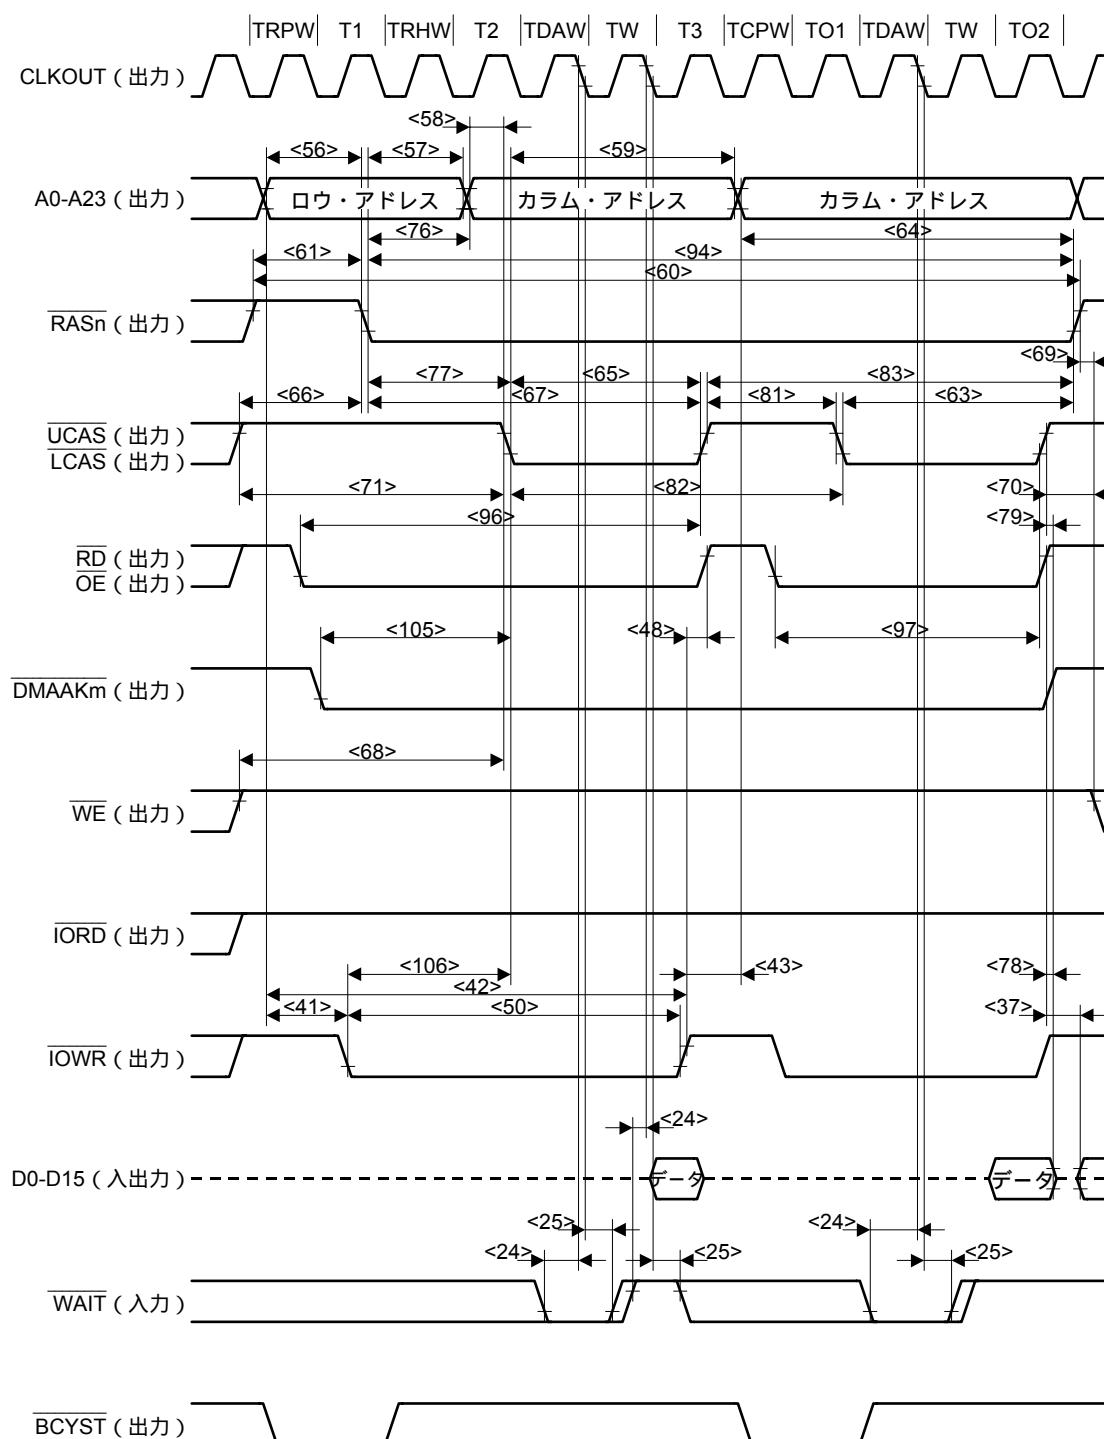 TRPW T1 TRHW T2 TDAW TW T3 TCPW TO1 TDAW TW TO2
CLKOUT（出力）
<58>
<56> <57> <59>
A0-A23（出力） ロウ・アドレス カラム・アドレス カラム・アドレス
<76> <64>
<61> <94>
<60>
RASn（出力）
<69>
<77> <65> <83>
<66> <67> <81> <63>
UCAS（出力）
LCAS（出力）
<71> <82> <70>
<96> <79>
RD（出力）
OE（出力）
<105> <48> <97>
DMAAKm（出力）
<68>
WE（出力）
IORD（出力）
<106> <43> <78>
<42>
<41> <50> <37>
IOWR（出力）
<24>
D0-D15（入出力） データ データ
<25> <24>
<24> <25> <25>
WAIT（入力）
BCYST（出力）